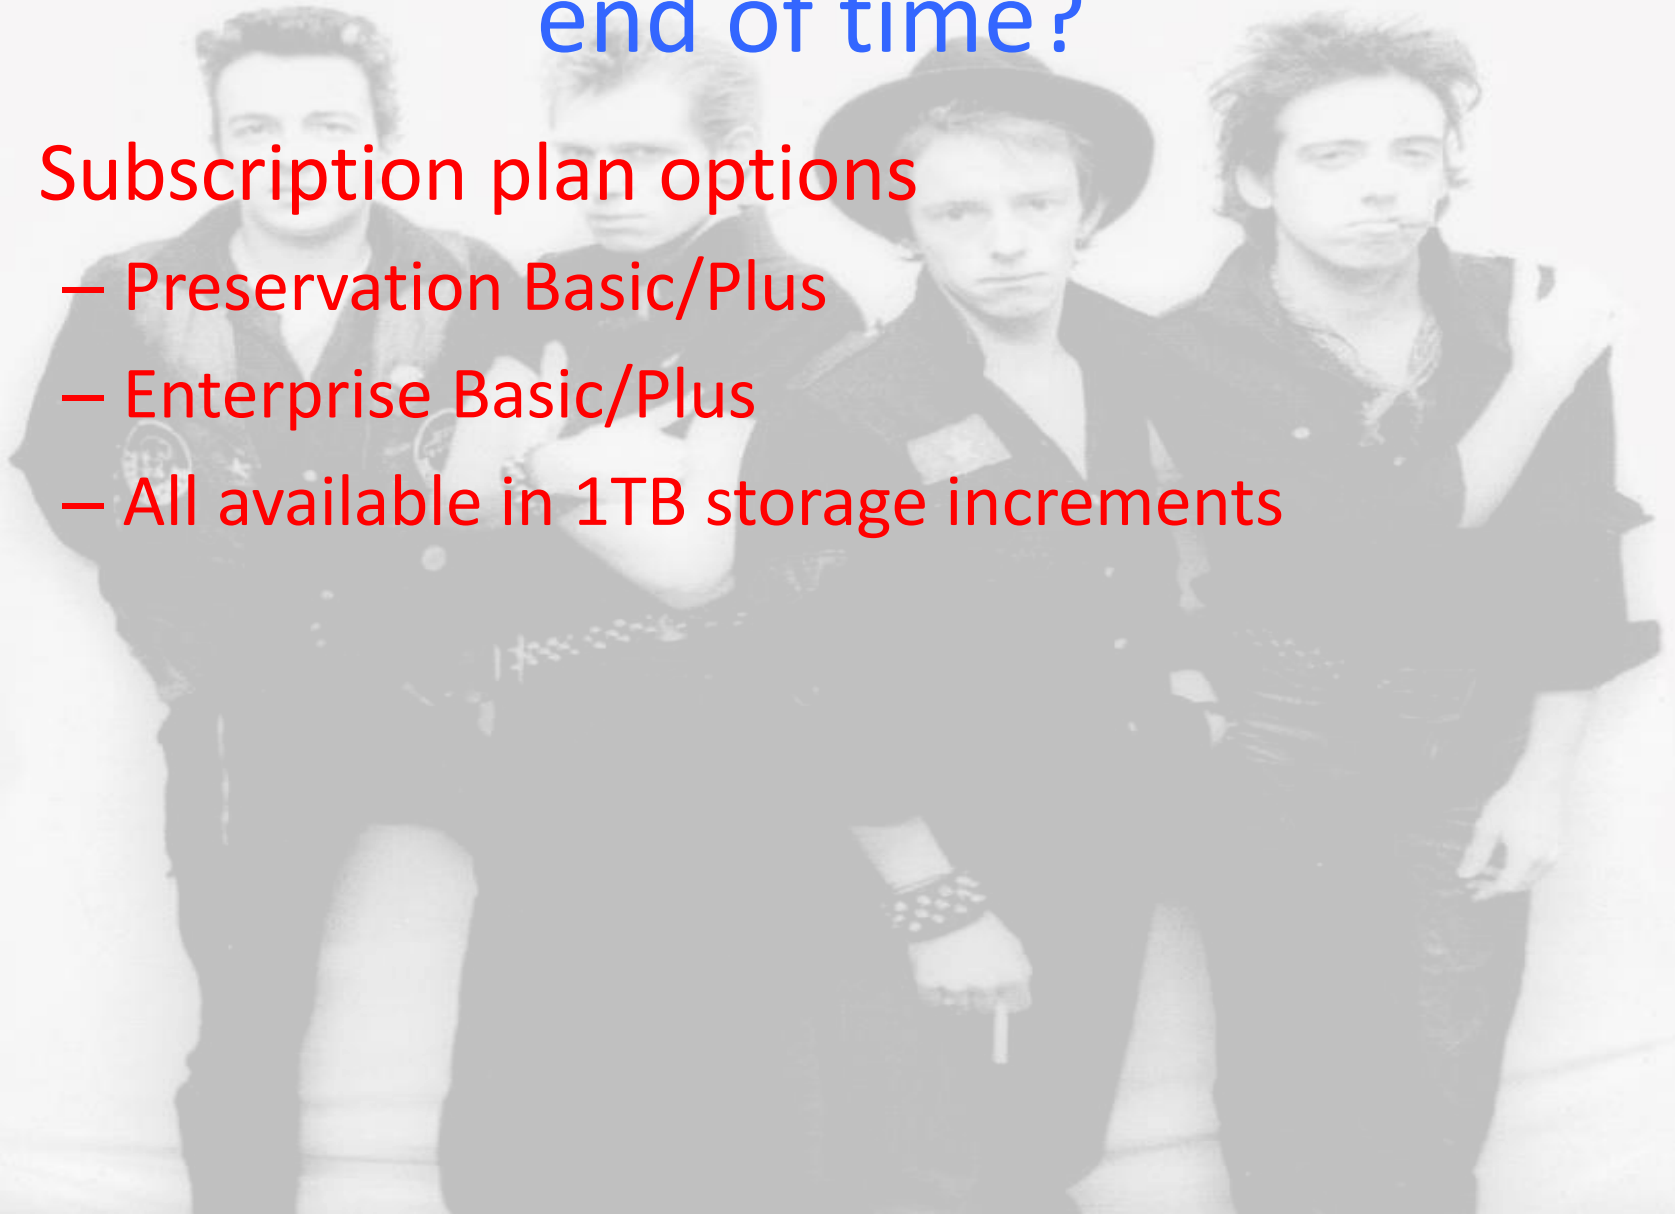 end of time?
Subscription plan options
– Preservation Basic/Plus
– Enterprise Basic/Plus
– All available in 1TB storage increments